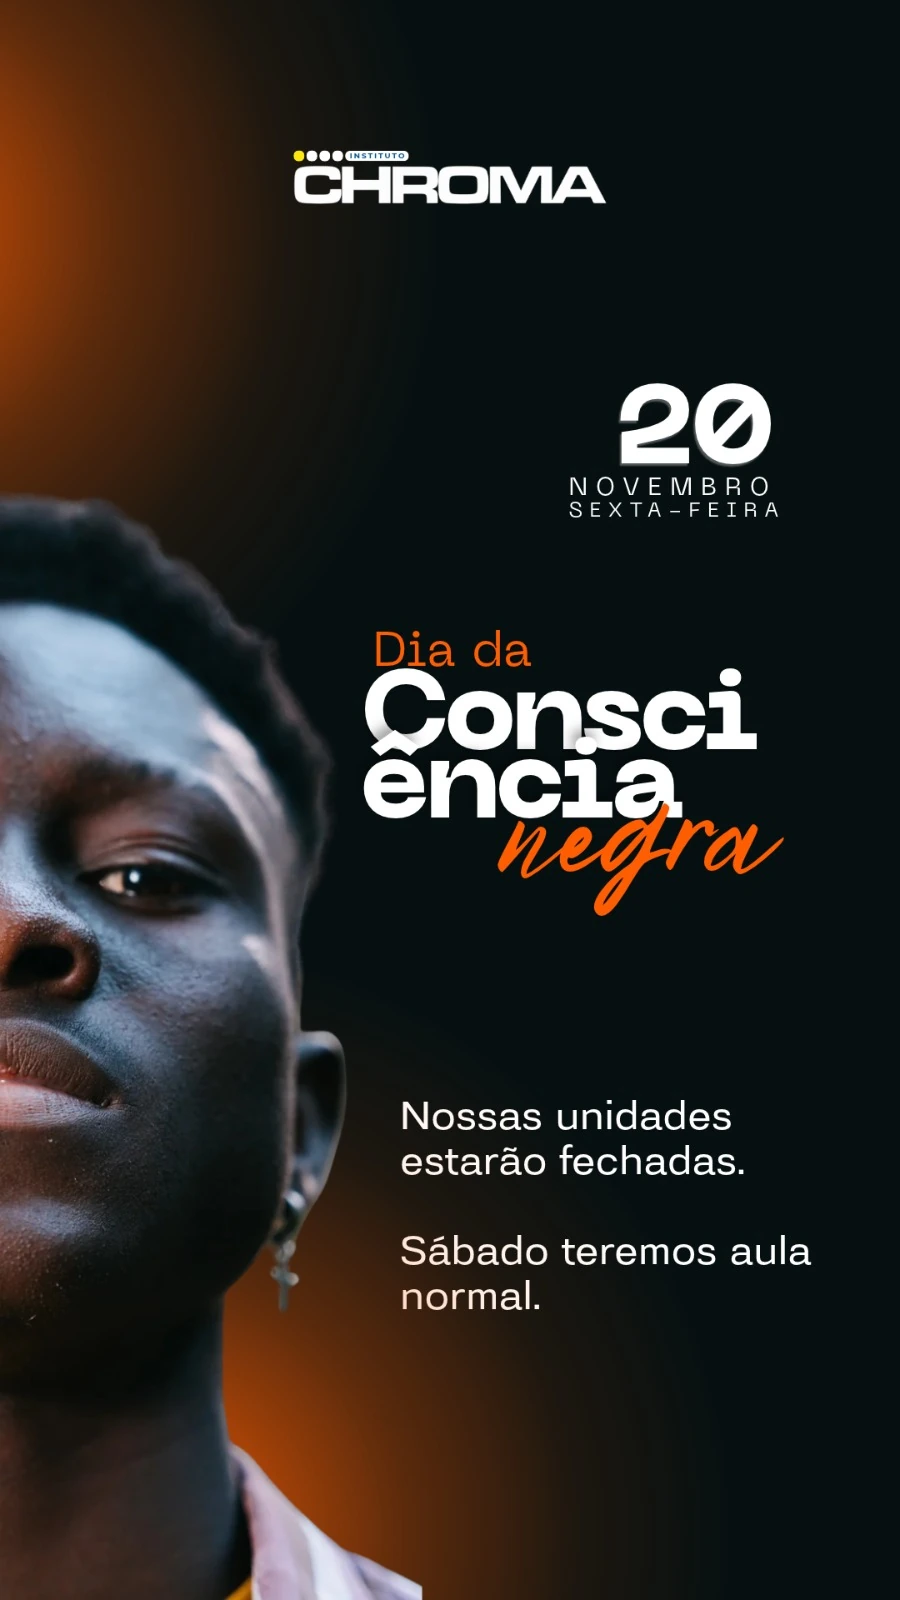 INSTITUTO
CHROMA
20
NOVEMBRO
SEXTA-FEIRA
Dia da
Consci
ência
negra
Nossas unidades
estarão fechadas.
Sábado teremos aula
normal.